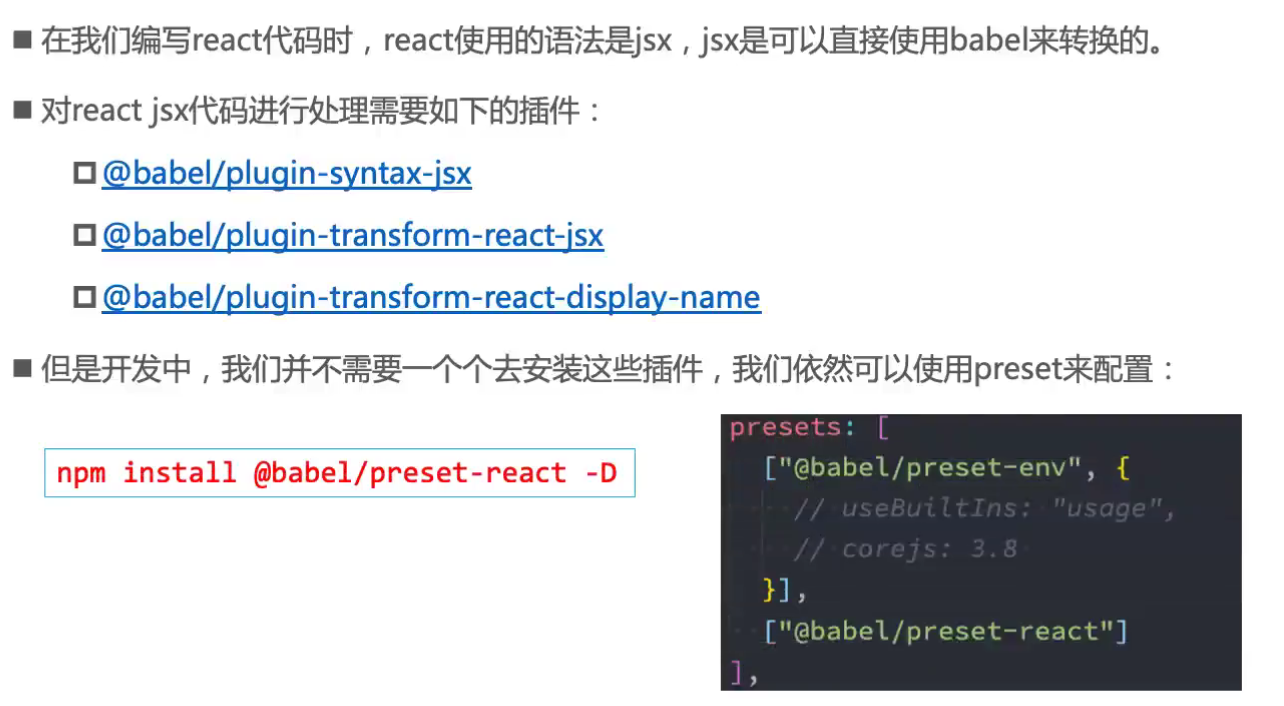 在我们编写react代码时，react使用的语法是jsx，jsx是可以直接使用babel来转换的。
对react jsx代码进行处理需要如下的插件：
@babel/plugin-syntax-jsx
@babel/plugin-transform-react-jsx
@babel/plugin-transform-react-display-name
但是开发中，我们并不需要一个个去安装这些插件，我们依然可以使用preset来配置：
npm install @babel/preset-react -D
presets: [
["@babel/preset-env", {
// useBuiltIns: "usage",
// corejs: 3.8
}],
["@babel/preset-react"]
],